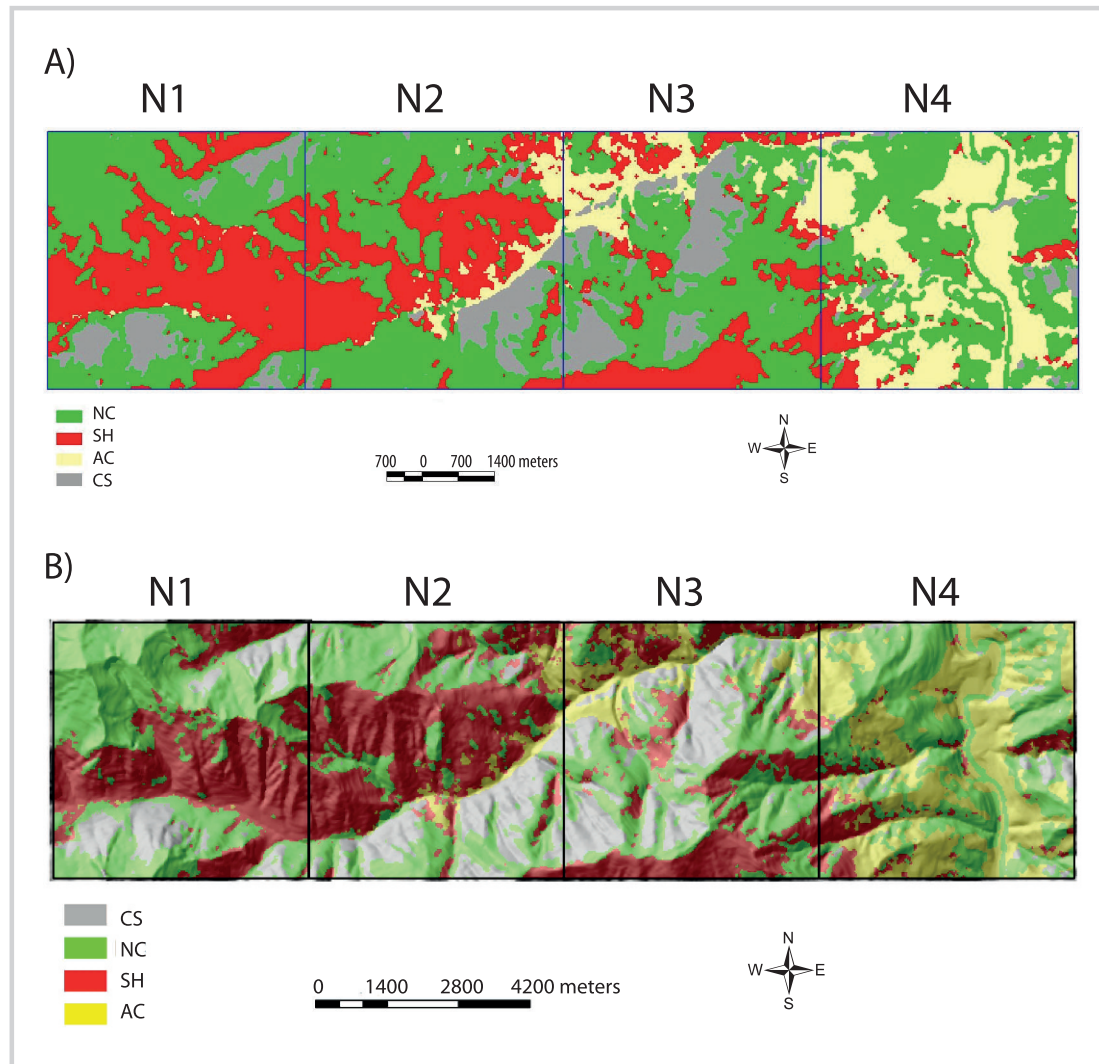 A)
N1 N2 N3 N4
NC
SH
AC
CS
700 0 700 1400 meters
N
W E
S
B)
N1 N2 N3 N4
CS
NC
SH
AC
0 1400 2800 4200 meters
N
W E
S